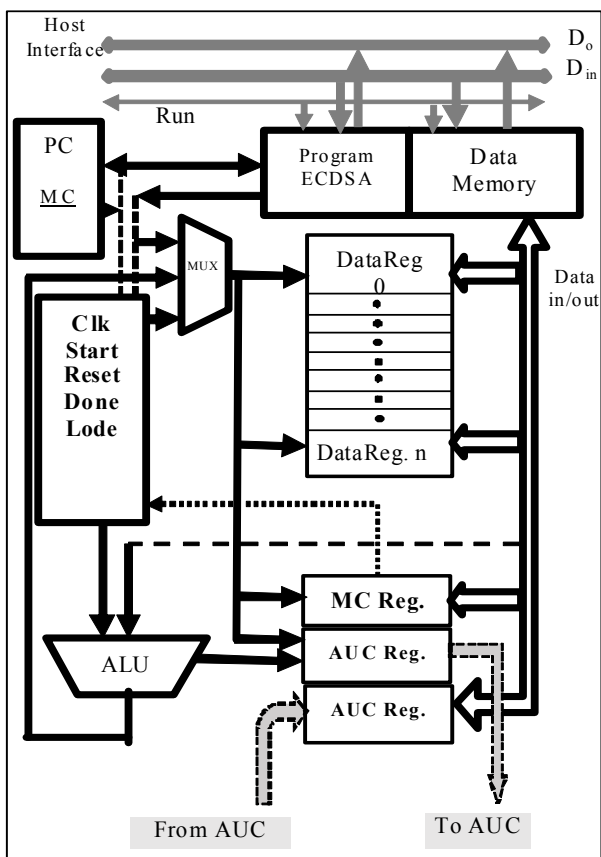 Host
Interface
D₀
Dᵢₙ
Run
PC
MC
Program
ECDSA
Data
Memory
MUX
DataReg
0
Data
in/out
Clk
Start
Reset
Done
Lode
DataReg. n
MC Reg.
ALU
AUC Reg.
AUC Reg.
From AUC
To AUC